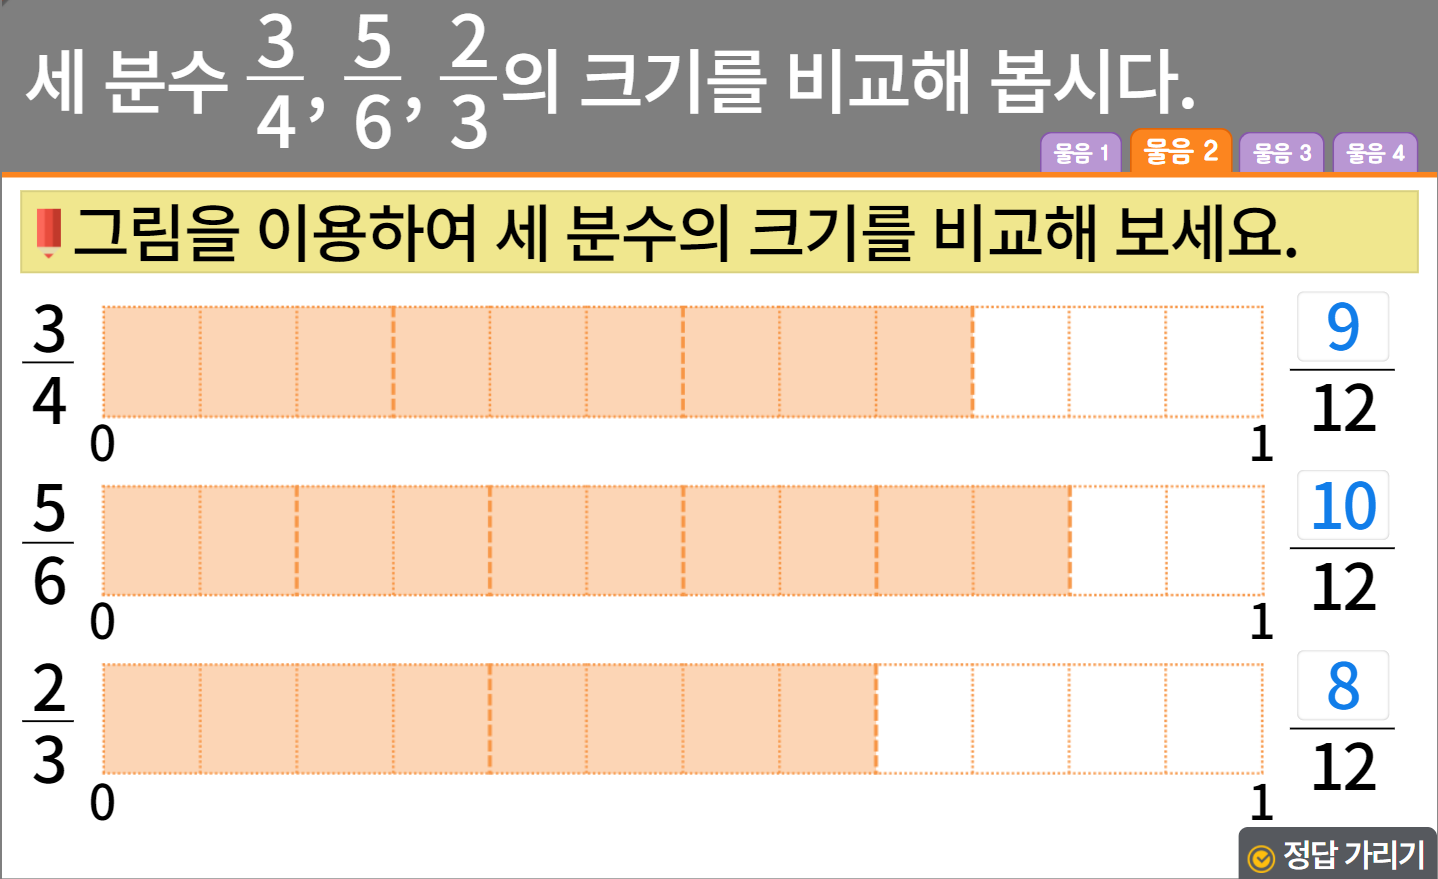 세 분수 3/4, 5/6, 2/3의 크기를 비교해 봅시다.
물음 1 물음 2 물음 3 물음 4
그림을 이용하여 세 분수의 크기를 비교해 보세요.
3/4 9/12
0 1
5/6 10/12
0 1
2/3 8/12
0 1
정답 가리기